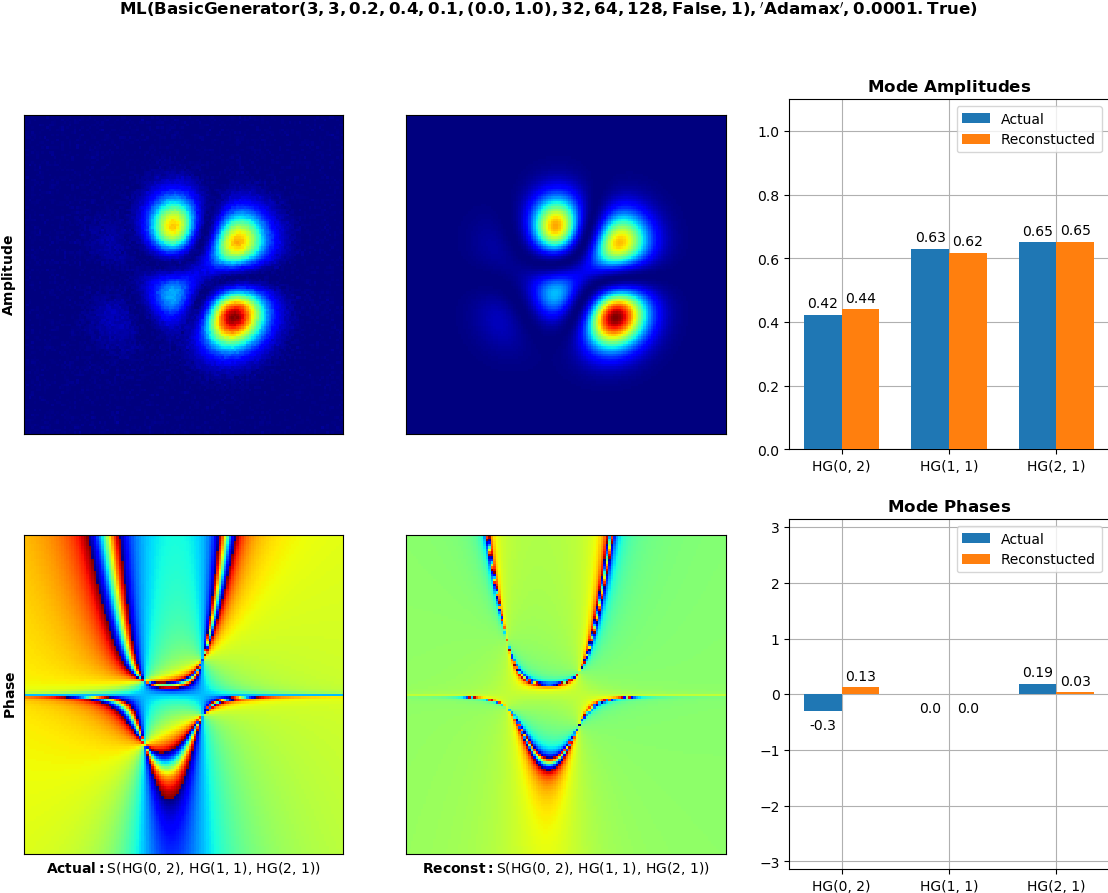 ML(BasicGenerator(3, 3, 0.2, 0.4, 0.1, (0.0, 1.0), 32, 64, 128, False, 1), 'Adamax', 0.0001. True)
Amplitude
Mode Amplitudes
Actual
Reconstucted
1.0
0.8
0.6
0.4
0.2
0.0
0.42
0.44
0.63
0.62
0.65
0.65
HG(0, 2)
HG(1, 1)
HG(2, 1)
Phase
Actual: S(HG(0, 2), HG(1, 1), HG(2, 1))
Reconst: S(HG(0, 2), HG(1, 1), HG(2, 1))
Mode Phases
Actual
Reconstucted
3
2
1
0
−1
−2
−3
-0.3
0.13
0.0
0.0
0.19
0.03
HG(0, 2)
HG(1, 1)
HG(2, 1)